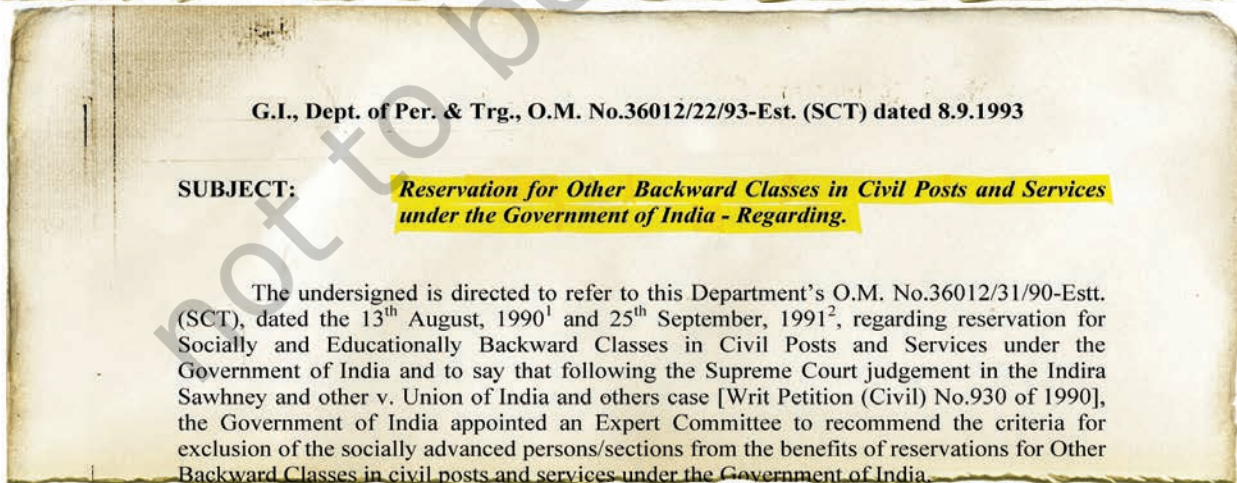 G.I., Dept. of Per. & Trg., O.M. No.36012/22/93-Est. (SCT) dated 8.9.1993
SUBJECT: Reservation for Other Backward Classes in Civil Posts and Services
under the Government of India - Regarding.
The undersigned is directed to refer to this Department's O.M. No.36012/31/90-Estt.
(SCT), dated the 13th August, 1990¹ and 25th September, 1991², regarding reservation for
Socially and Educationally Backward Classes in Civil Posts and Services under the
Government of India and to say that following the Supreme Court judgement in the Indira
Sawhney and other v. Union of India and others case [Writ Petition (Civil) No.930 of 1990],
the Government of India appointed an Expert Committee to recommend the criteria for
exclusion of the socially advanced persons/sections from the benefits of reservations for Other
Backward Classes in civil posts and services under the Government of India.
not to b